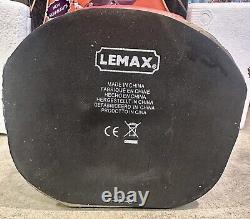 LEMAX®
MADE IN CHINA
FABRIQUÉ EN CHINE
HECHO EN CHINA
HERGESTELLT IN CHINA
GEFABRICEERD IN CHINA
PRODOTTO IN CINA
CE